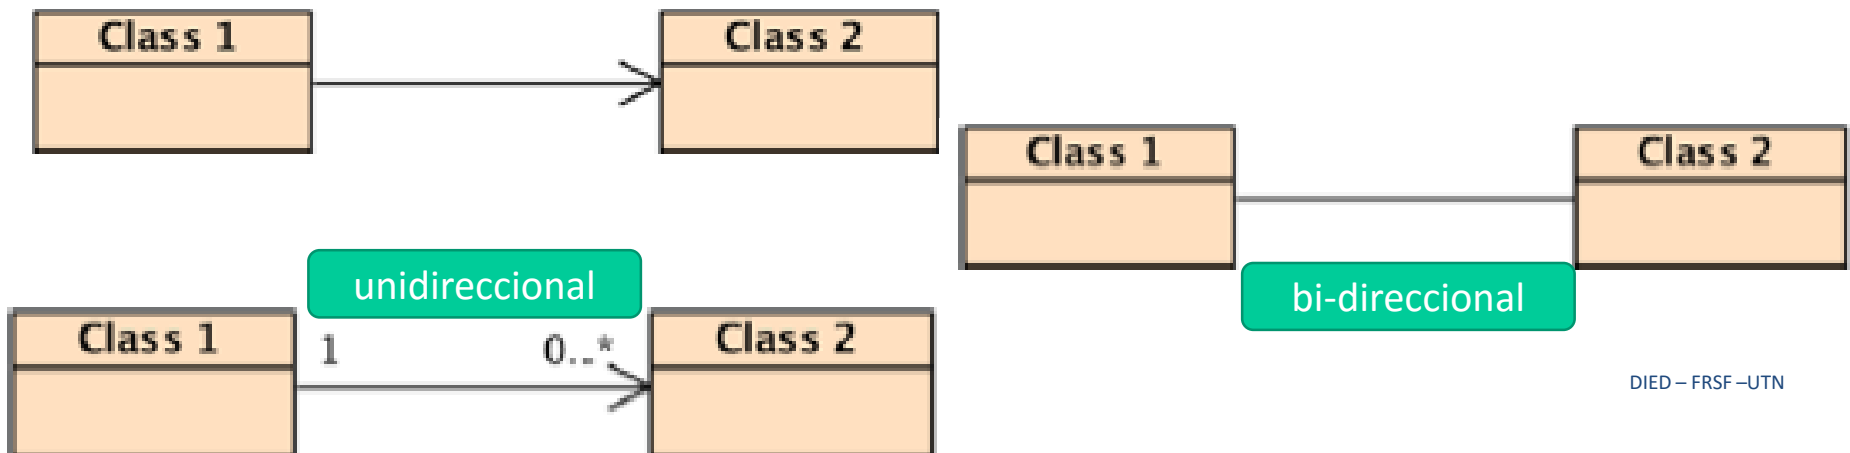 Class 1
Class 2
Class 1
Class 2
unidireccional
bi-direccional
Class 1
1
0..*
Class 2
DIED – FRSF –UTN